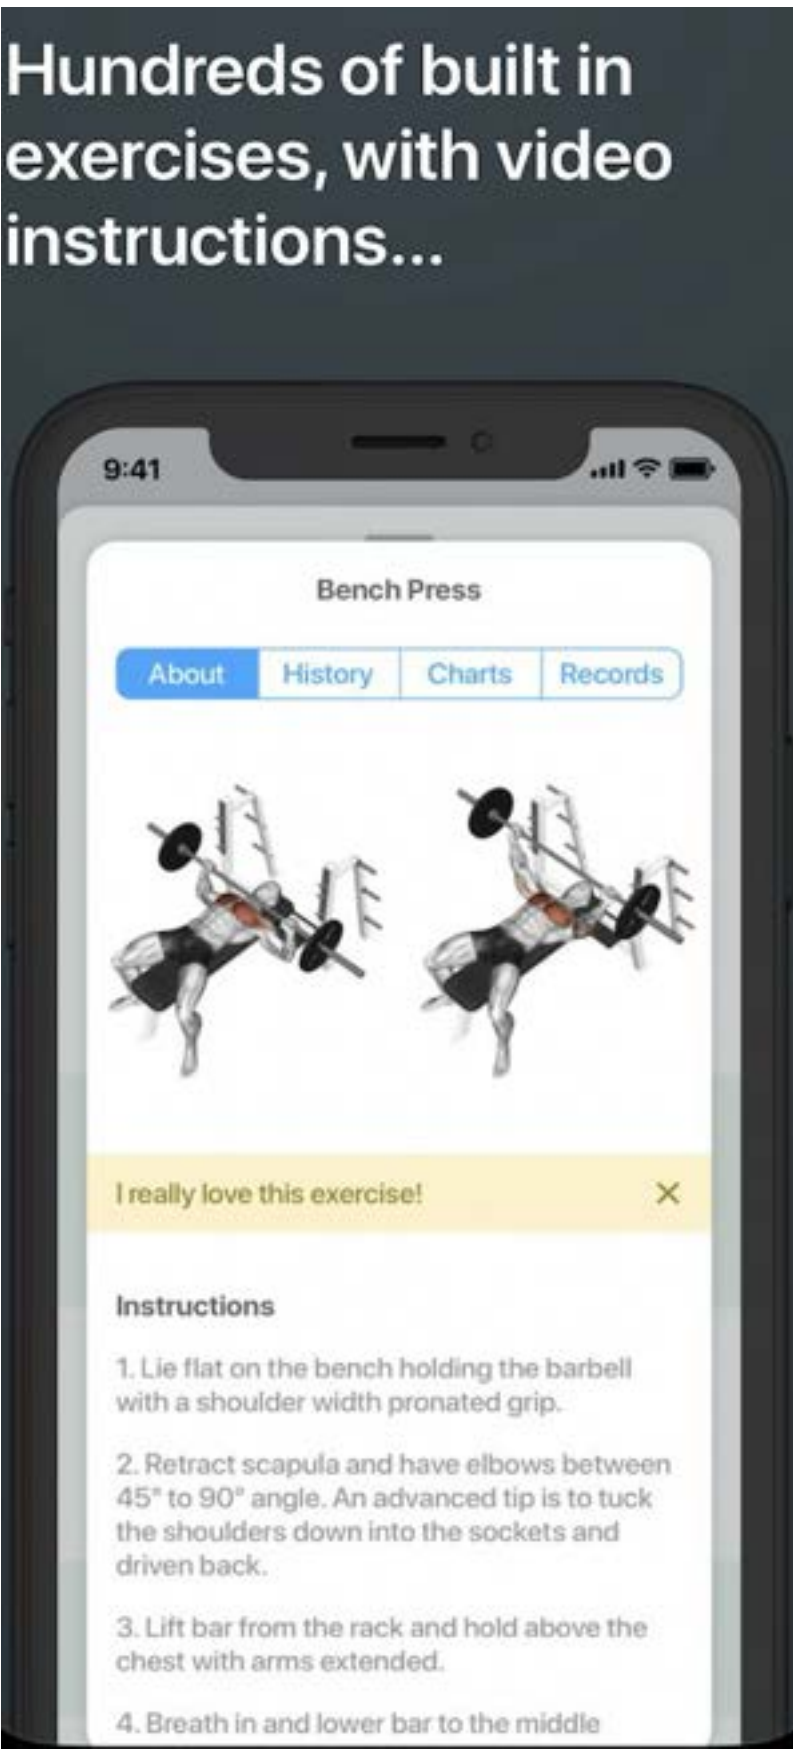 Hundreds of built in
exercises, with video
instructions...
9:41
Bench Press
About History Charts Records
I really love this exercise! ×
Instructions
1. Lie flat on the bench holding the barbell
with a shoulder width pronated grip.
2. Retract scapula and have elbows between
45° to 90° angle. An advanced tip is to tuck
the shoulders down into the sockets and
driven back.
3. Lift bar from the rack and hold above the
chest with arms extended.
4. Breath in and lower bar to the middle